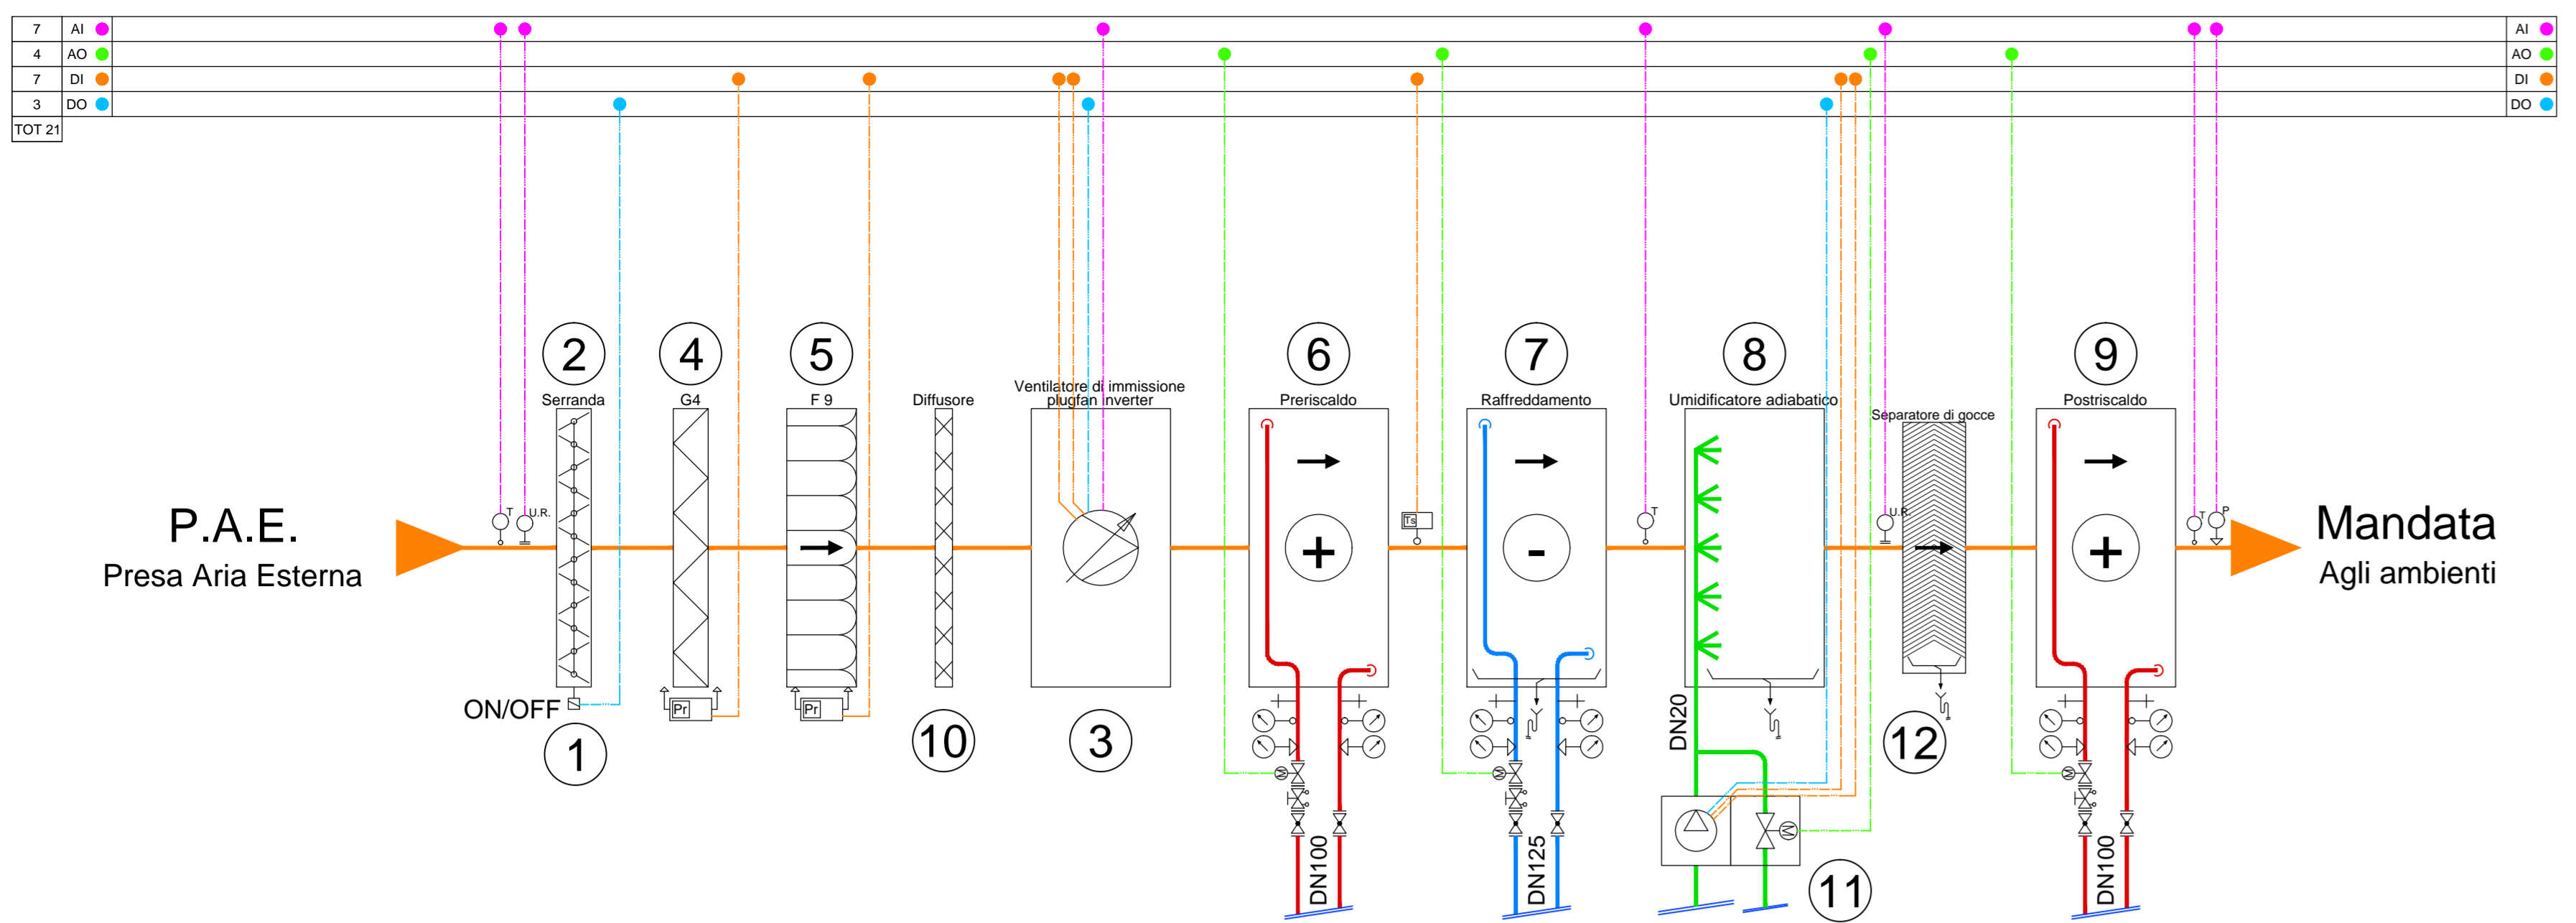 7 AI AI
4 AO AO
7 DI DI
3 DO DO
TOT 21
2 4 5 6 7 8 9
Ventilatore di immissione
Serranda G4 F 9 Diffusore plugfan inverter Preriscaldo Raffreddamento Umidificatore adiabatico Postriscaldo
Separatore di gocce
T U.R. Ts T U.R. T P
P.A.E.
Presa Aria Esterna
+ - +
Mandata
Agli ambienti
ON/OFF Pr Pr
DN20
1 10 3 12
M M M
M
DN100 DN125 DN100
11